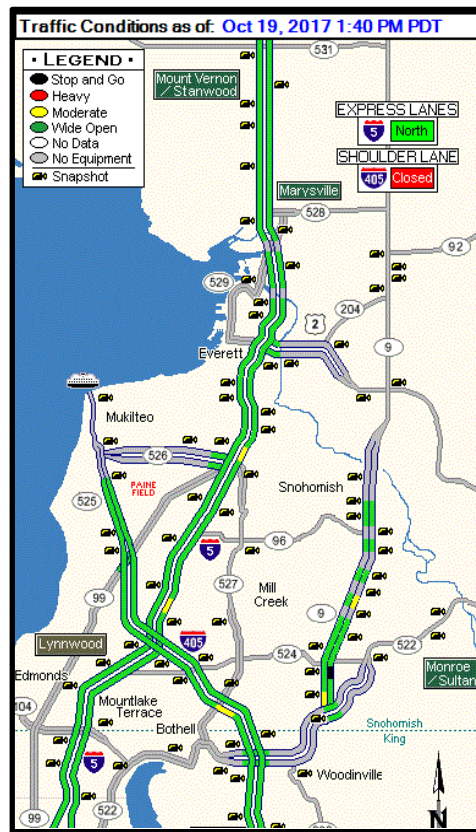 Traffic Conditions as of: Oct 19, 2017 1:40 PM PDT
· LEGEND ·
Stop and Go
Heavy
Moderate
Wide Open
No Data
No Equipment
Snapshot
Mount Vernon
/ Stanwood
531
EXPRESS LANES
5 North
SHOULDER LANE
405 Closed
Marysville
528
92
529
204
2
Everett
9
Mukilteo
526
PAINE
FIELD
Snohomish
525
5
96
527
Mill
Creek
99
9
405
Lynnwood
524
522
Edmonds
Monroe
/ Sultan
104
Mountlake
Terrace
Bothell
Snohomish
King
5
Woodinville
522
99
N